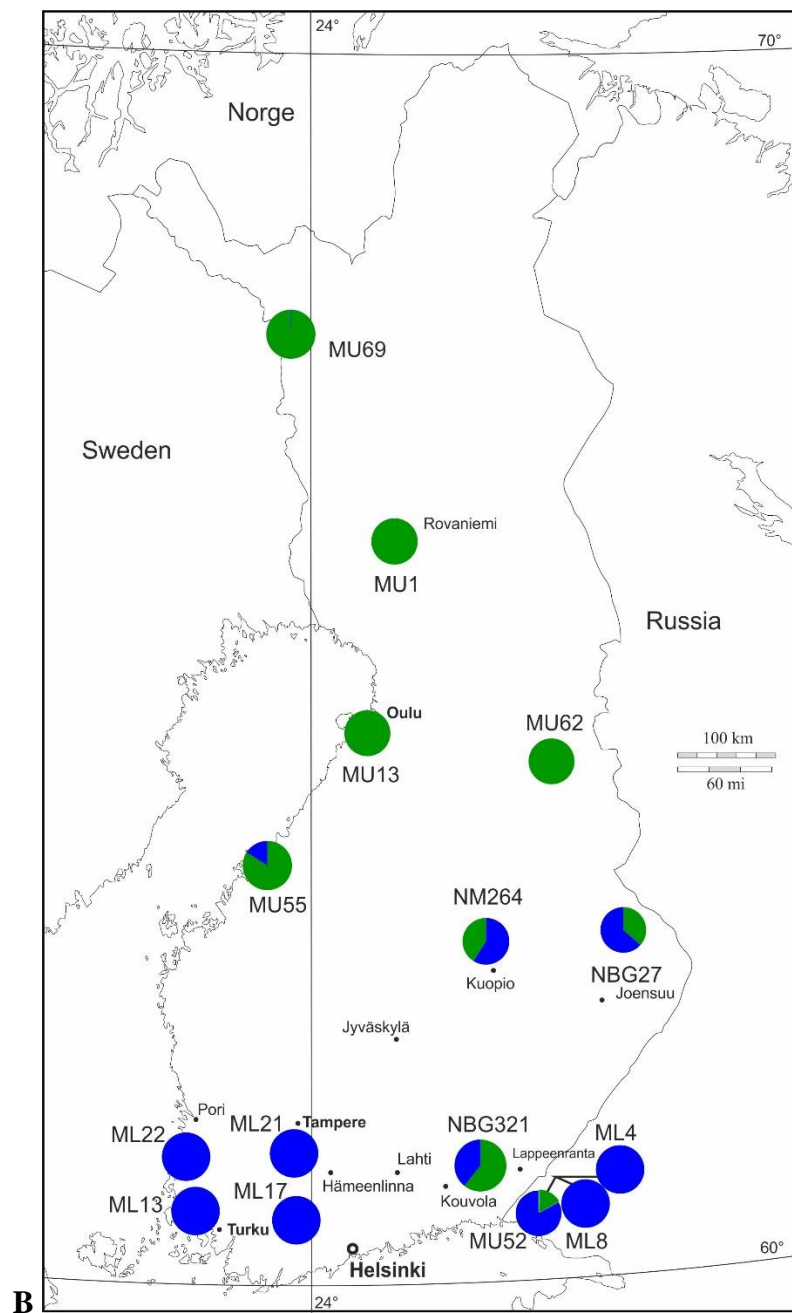 24°
70°
Norge
MU69
Sweden
Rovaniemi
MU1
Russia
Oulu
MU62
MU13
100 km
60 mi
MU55
NM264
NBG27
Kuopio
Joensuu
Jyväskylä
Pori
ML22
ML21
Tampere
NBG321
ML4
Lahti
Lappeenranta
Hämeenlinna
Kouvola
ML13
ML17
Turku
MU52
ML8
Helsinki
60°
24°
B